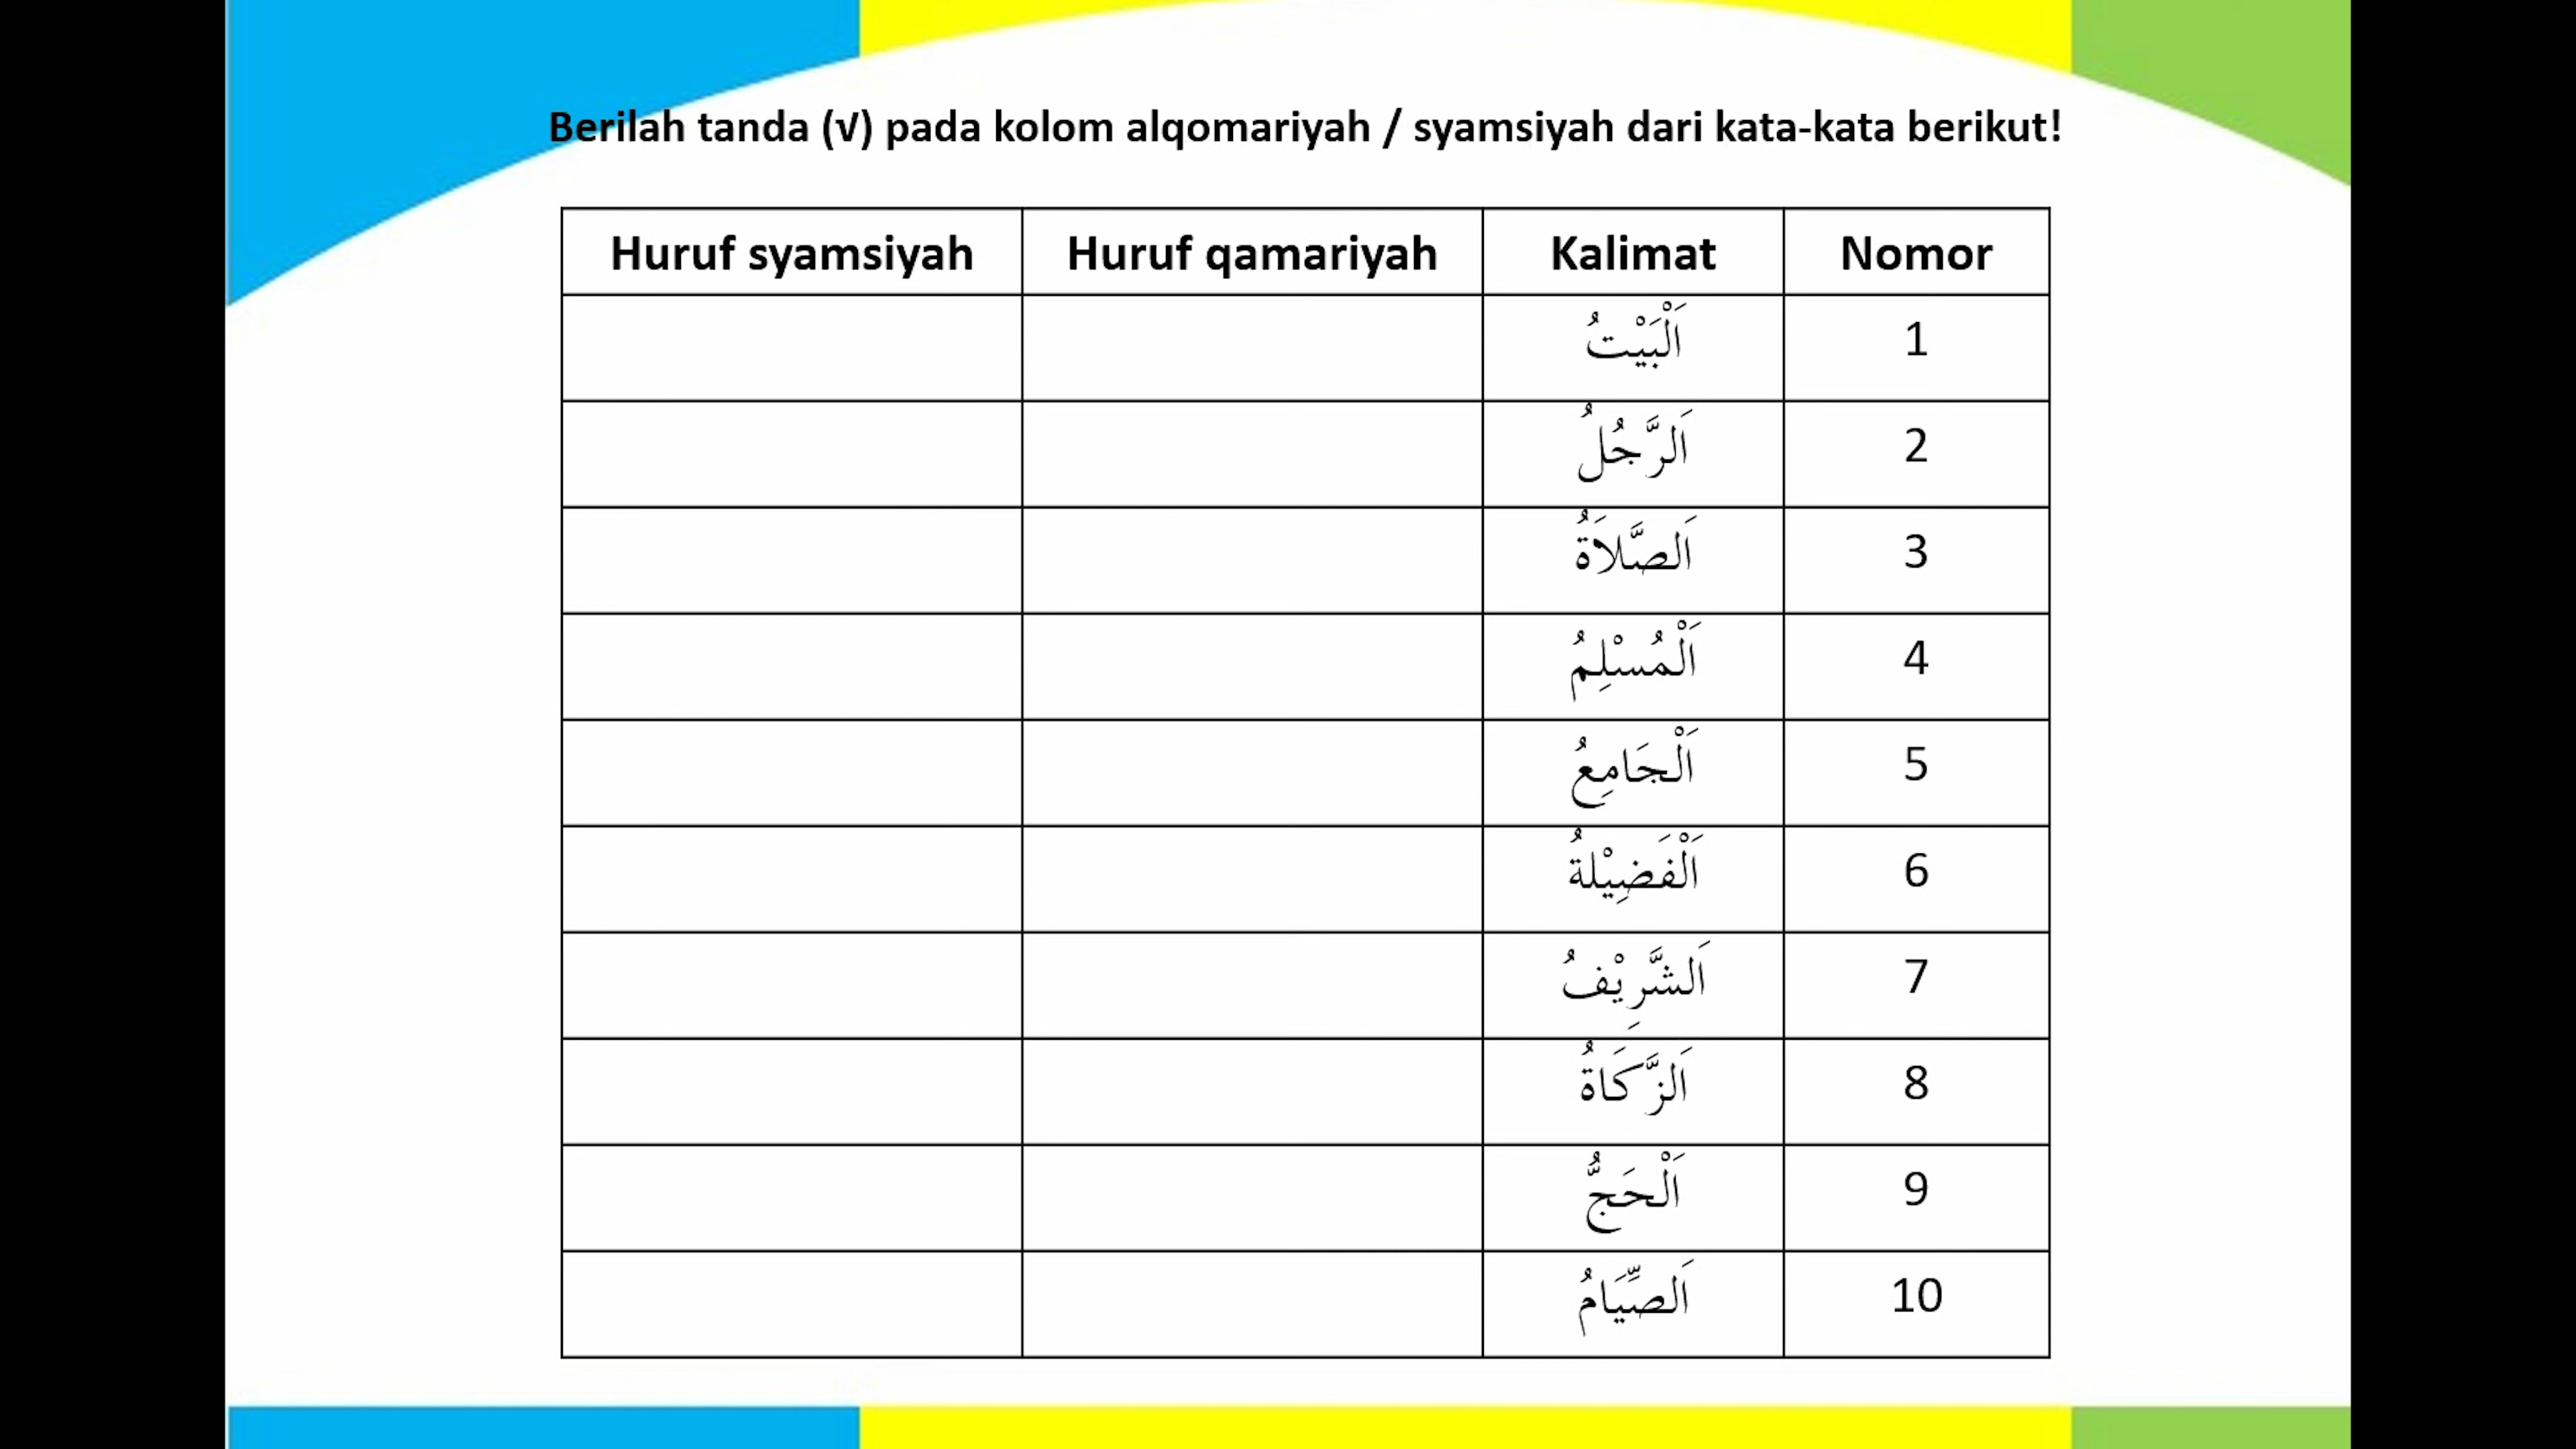 Berilah tanda (√) pada kolom alqomariyah / syamsiyah dari kata-kata berikut!
Huruf syamsiyah Huruf qamariyah Kalimat Nomor
اَلْبَيْتُ 1
اَلرَّجُلُ 2
اَلصَّلاَةُ 3
اَلْمُسْلِمُ 4
اَلْجَامِعُ 5
اَلْفَضِيْلةُ 6
اَلشَّرِيْفُ 7
اَلزَّكَاةُ 8
اَلْحَجُّ 9
اَلصِّيَامُ 10